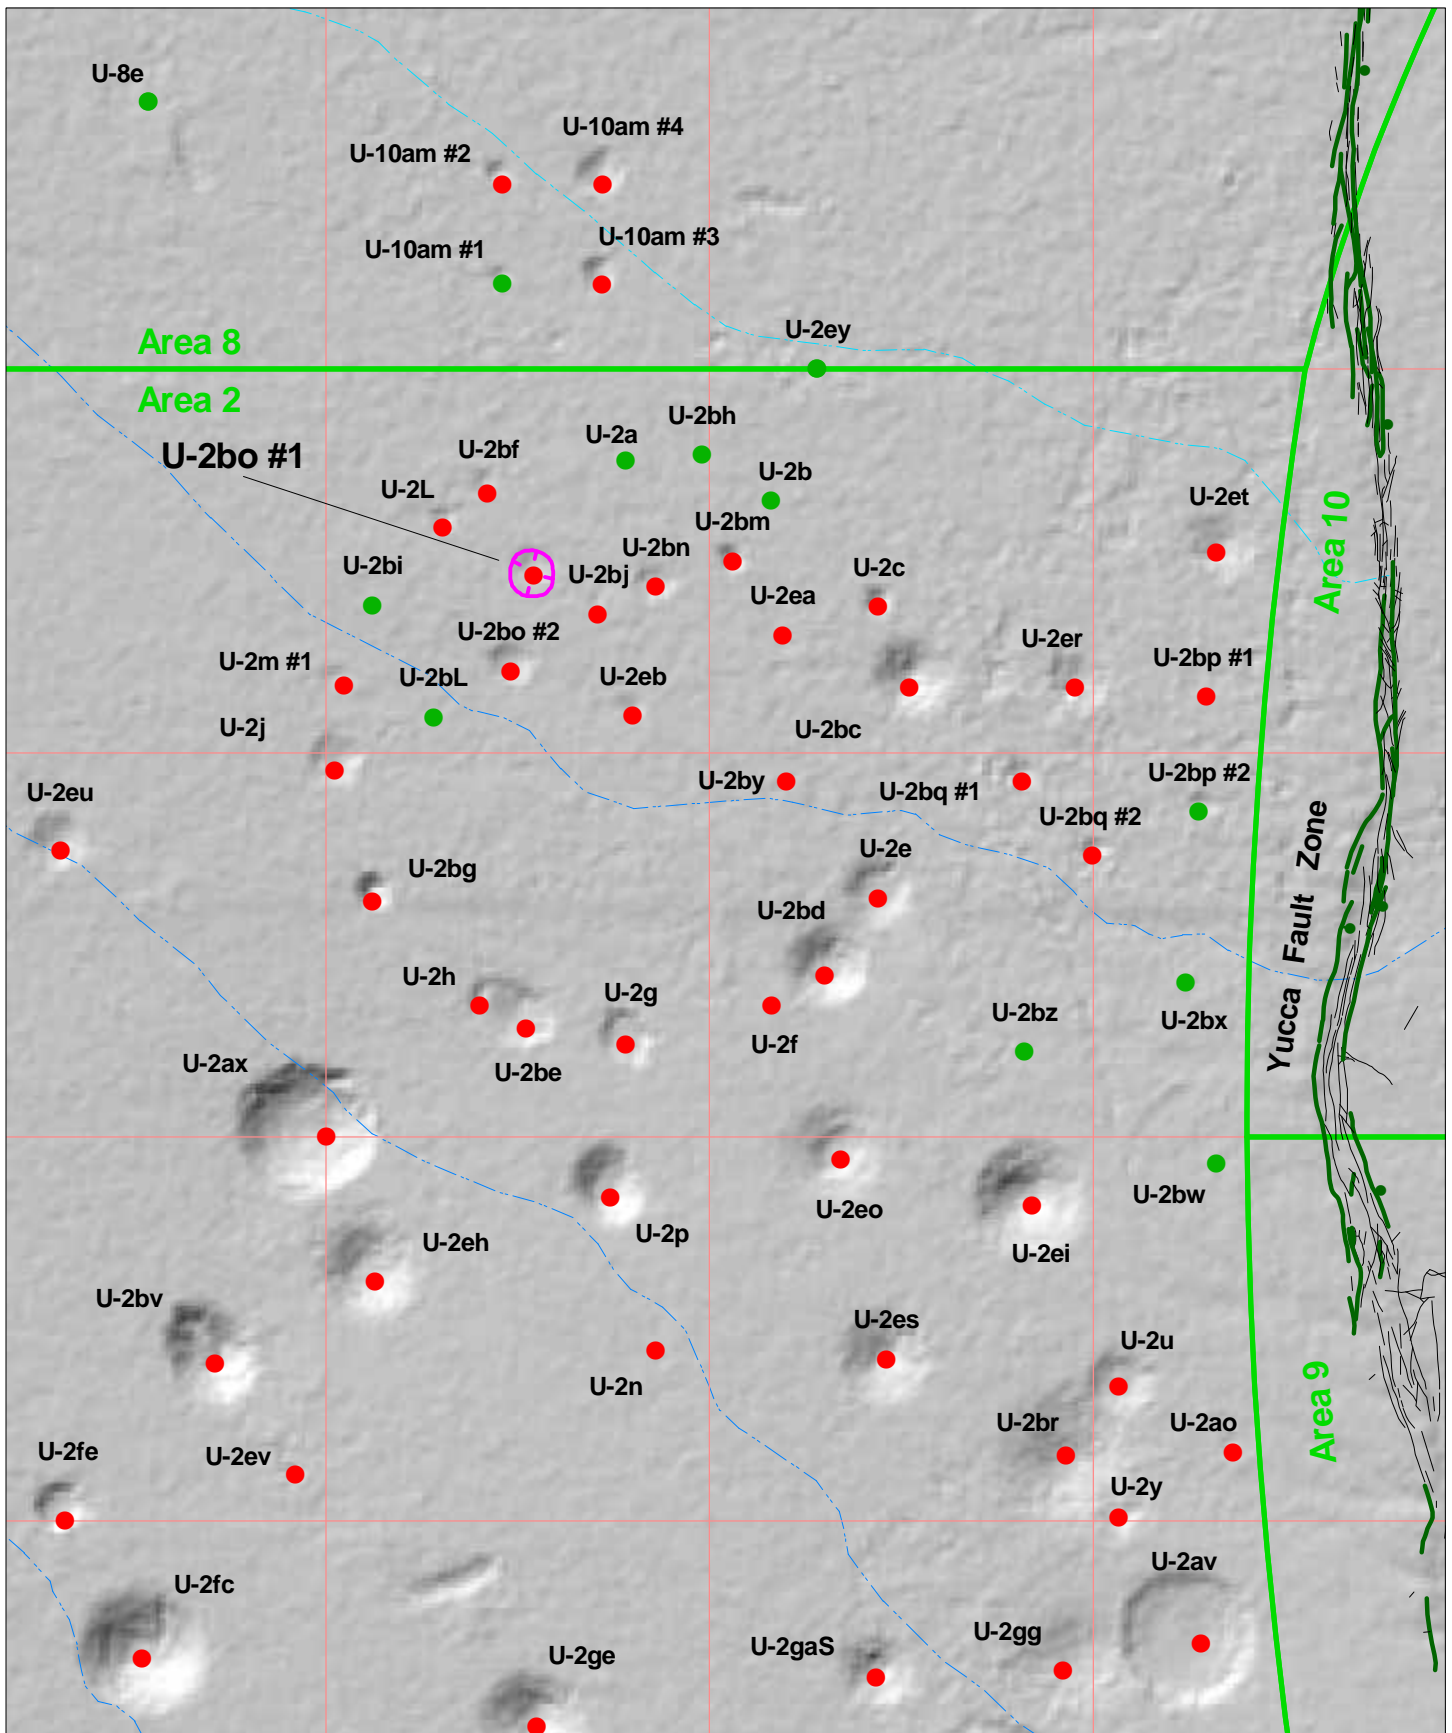 U-8e
U-10am #4
U-10am #2
U-10am #3
U-10am #1
U-2ey
Area 8
Area 2
U-2bh
U-2a
U-2bf
U-2bo #1
U-2b
U-2L
U-2et
U-2bm
Area 10
U-2bn
U-2bi
U-2bj
U-2c
U-2ea
U-2bo #2
U-2er
U-2bp #1
U-2m #1
U-2bL
U-2eb
U-2j
U-2bc
U-2bp #2
U-2by
U-2bq #1
U-2eu
U-2bq #2
Yucca Fault Zone
U-2e
U-2bg
U-2bd
U-2h
U-2g
U-2bz
U-2bx
U-2f
U-2ax
U-2be
U-2bw
U-2eo
U-2p
U-2eh
U-2ei
U-2bv
U-2es
U-2u
U-2n
Area 9
U-2br
U-2ao
U-2fe
U-2ev
U-2y
U-2av
U-2fc
U-2gg
U-2gaS
U-2ge